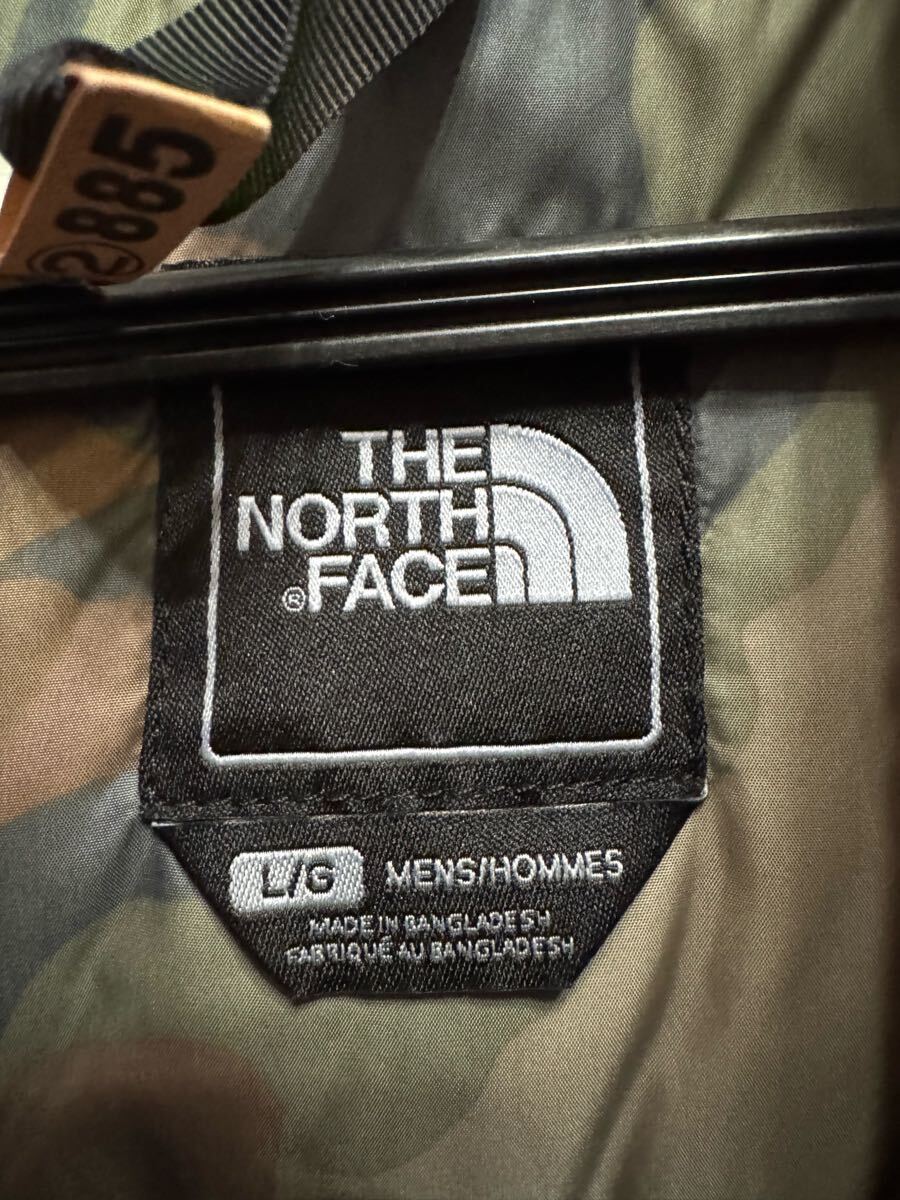 ②885
THE
NORTH
®FACE
L/G MENS/HOMMES
MADE IN BANGLADESH
FABRIQUÉ AU BANGLADESH